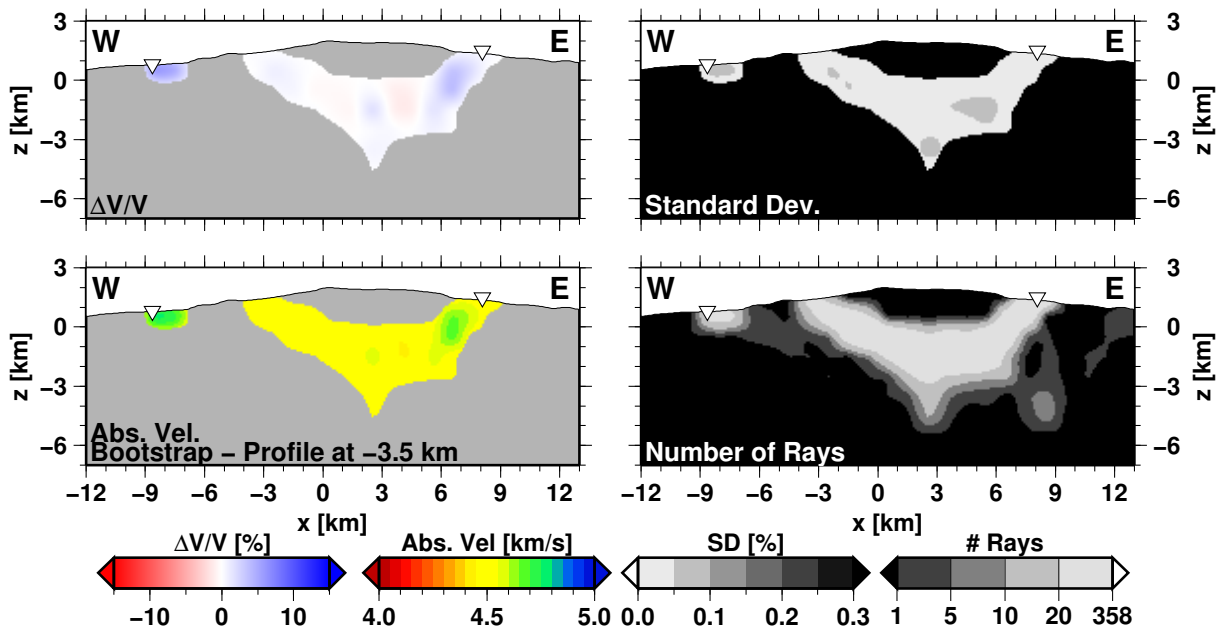 3
0
−3
−6
z [km]
W
E
ΔV/V
W
E
Standard Dev.
3
0
−3
−6
z [km]
3
0
−3
−6
z [km]
W
E
Abs. Vel.
Bootstrap − Profile at −3.5 km
W
E
Number of Rays
3
0
−3
−6
z [km]
−12 −9 −6 −3 0 3 6 9 12
x [km]
−12 −9 −6 −3 0 3 6 9 12
x [km]
ΔV/V [%]
−10 0 10
Abs. Vel [km/s]
4.0 4.5 5.0
SD [%]
0.0 0.1 0.2 0.3
# Rays
1 5 10 20 358